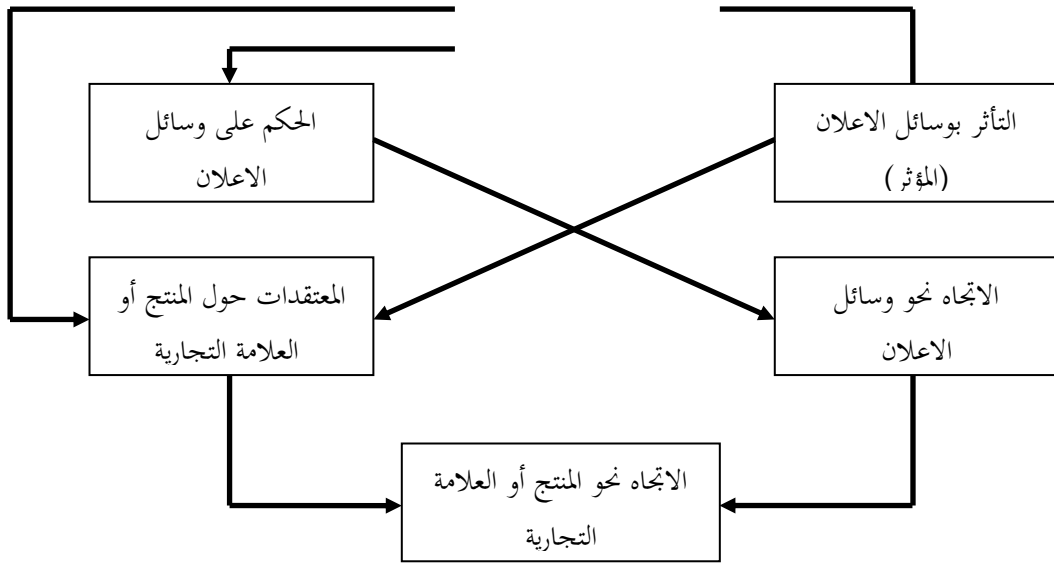 التأثر بوسائل الاعلان
(المؤثر)
الحكم على وسائل
الاعلان
الاتجاه نحو وسائل
الاعلان
المعتقدات حول المنتج أو
العلامة التجارية
الاتجاه نحو المنتج أو العلامة
التجارية